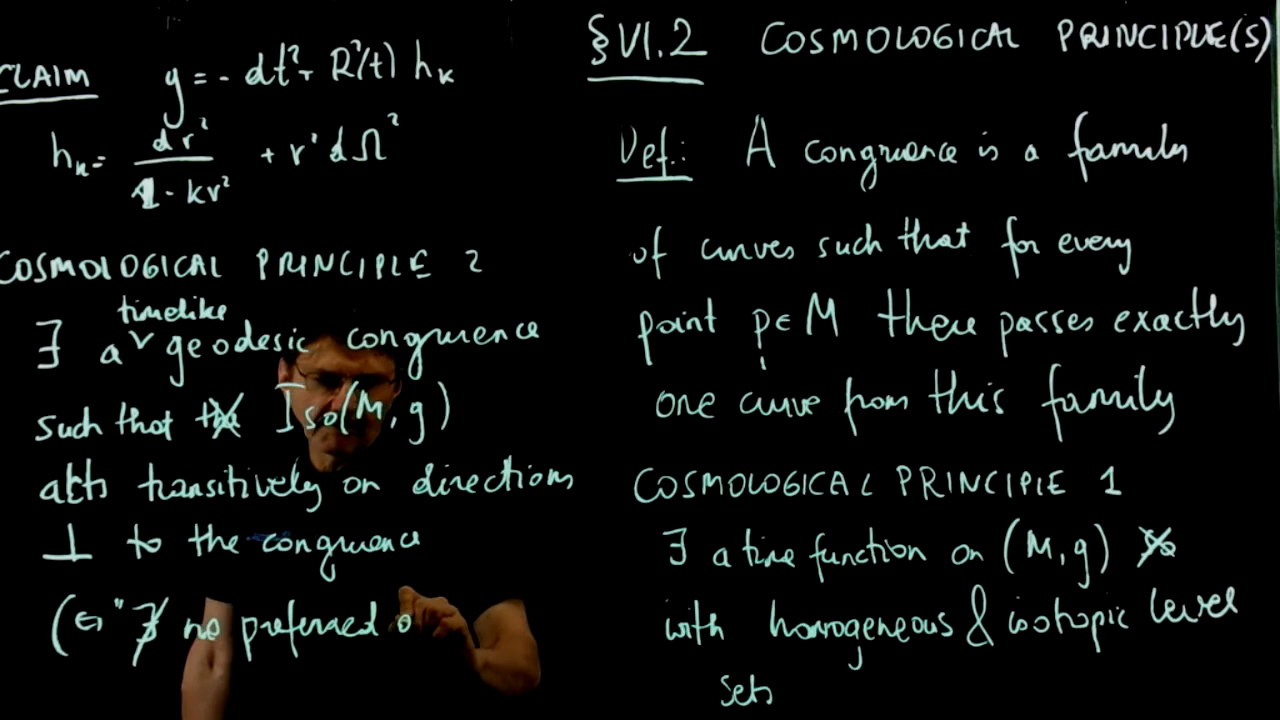 CLAIM g = - dt² + R²(t) hₖ
hₖ = dr² / 1 - kr² + r² dΩ²
COSMOLOGICAL PRINCIPLE 2
timelike
∃ a ∨ geodesic congruence
such that Iso(M, g)
acts transitively on directions
⊥ to the congruence
(⇔ " no preferred o
§VI.2 COSMOLOGICAL PRINCIPLE(S)
Def.: A congruence is a family
of curves such that for every
point p ∈ M there passes exactly
one curve from this family
COSMOLOGICAL PRINCIPLE 1
∃ a time function on (M, g)
with homogeneous & isotopic level
sets